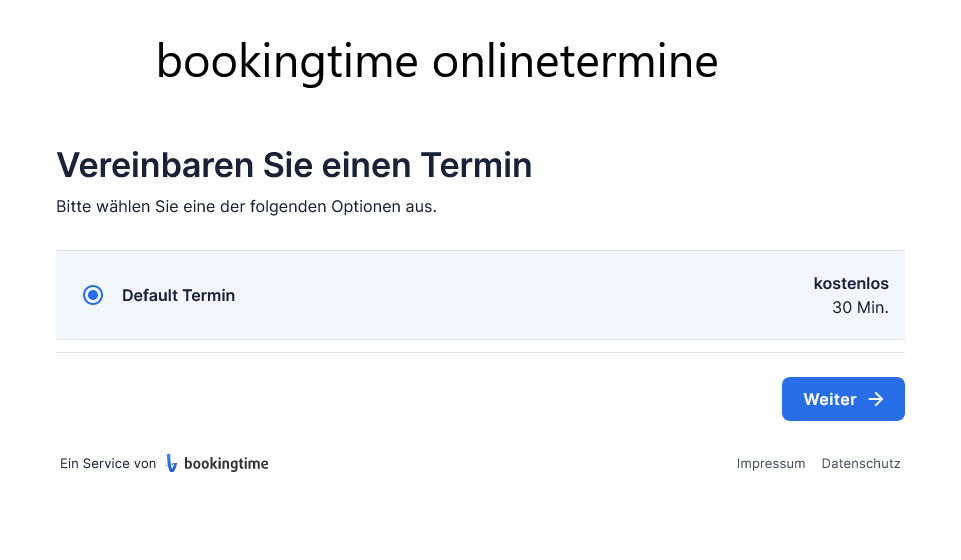 bookingtime onlinetermine
Vereinbaren Sie einen Termin
Bitte wählen Sie eine der folgenden Optionen aus.
Default Termin
kostenlos
30 Min.
Weiter →
Ein Service von bookingtime
Impressum Datenschutz